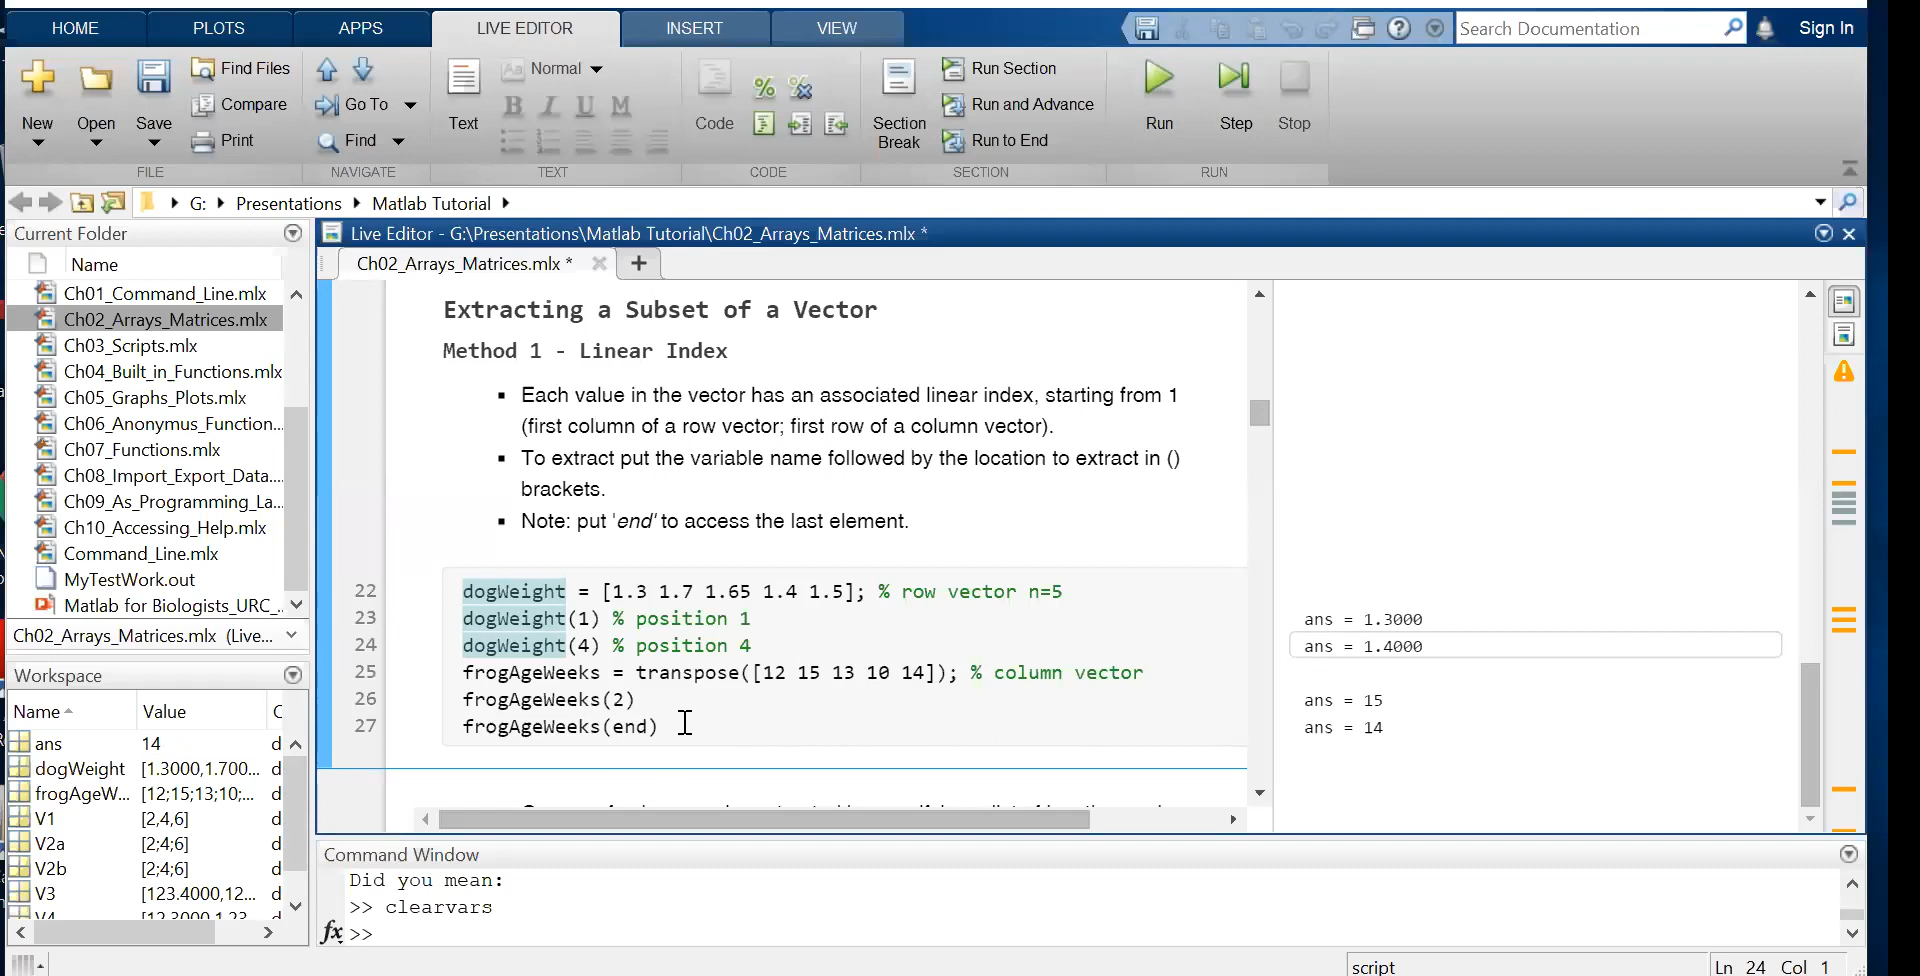 HOME PLOTS APPS LIVE EDITOR INSERT VIEW Search Documentation Sign In
New Open Save Find Files Compare Print
FILE
Go To Find
NAVIGATE
Text Aa Normal B I U M
TEXT
Code
CODE
Section Break Run Section Run and Advance Run to End
SECTION
Run Step Stop
RUN
G: Presentations Matlab Tutorial
Current Folder
Name
Ch01_Command_Line.mlx
Ch02_Arrays_Matrices.mlx
Ch03_Scripts.mlx
Ch04_Built_in_Functions.mlx
Ch05_Graphs_Plots.mlx
Ch06_Anonymus_Function...
Ch07_Functions.mlx
Ch08_Import_Export_Data...
Ch09_As_Programming_La...
Ch10_Accessing_Help.mlx
Command_Line.mlx
MyTestWork.out
Matlab for Biologists_URC_...
Ch02_Arrays_Matrices.mlx (Live...
Workspace
Name Value C
ans 14 d
dogWeight [1.3000,1.700... d
frogAgeW... [12;15;13;10;... d
V1 [2,4,6] d
V2a [2;4;6] d
V2b [2;4;6] d
V3 [123.4000,12... d
Live Editor - G:\Presentations\Matlab Tutorial\Ch02_Arrays_Matrices.mlx *
Ch02_Arrays_Matrices.mlx *
Extracting a Subset of a Vector
Method 1 - Linear Index
▪ Each value in the vector has an associated linear index, starting from 1
(first column of a row vector; first row of a column vector).
▪ To extract put the variable name followed by the location to extract in ()
brackets.
▪ Note: put 'end' to access the last element.
22 dogWeight = [1.3 1.7 1.65 1.4 1.5]; % row vector n=5
23 dogWeight(1) % position 1
24 dogWeight(4) % position 4
25 frogAgeWeeks = transpose([12 15 13 10 14]); % column vector
26 frogAgeWeeks(2)
27 frogAgeWeeks(end)
ans = 1.3000
ans = 1.4000
ans = 15
ans = 14
Command Window
Did you mean:
>> clearvars
fx >>
script Ln 24 Col 1